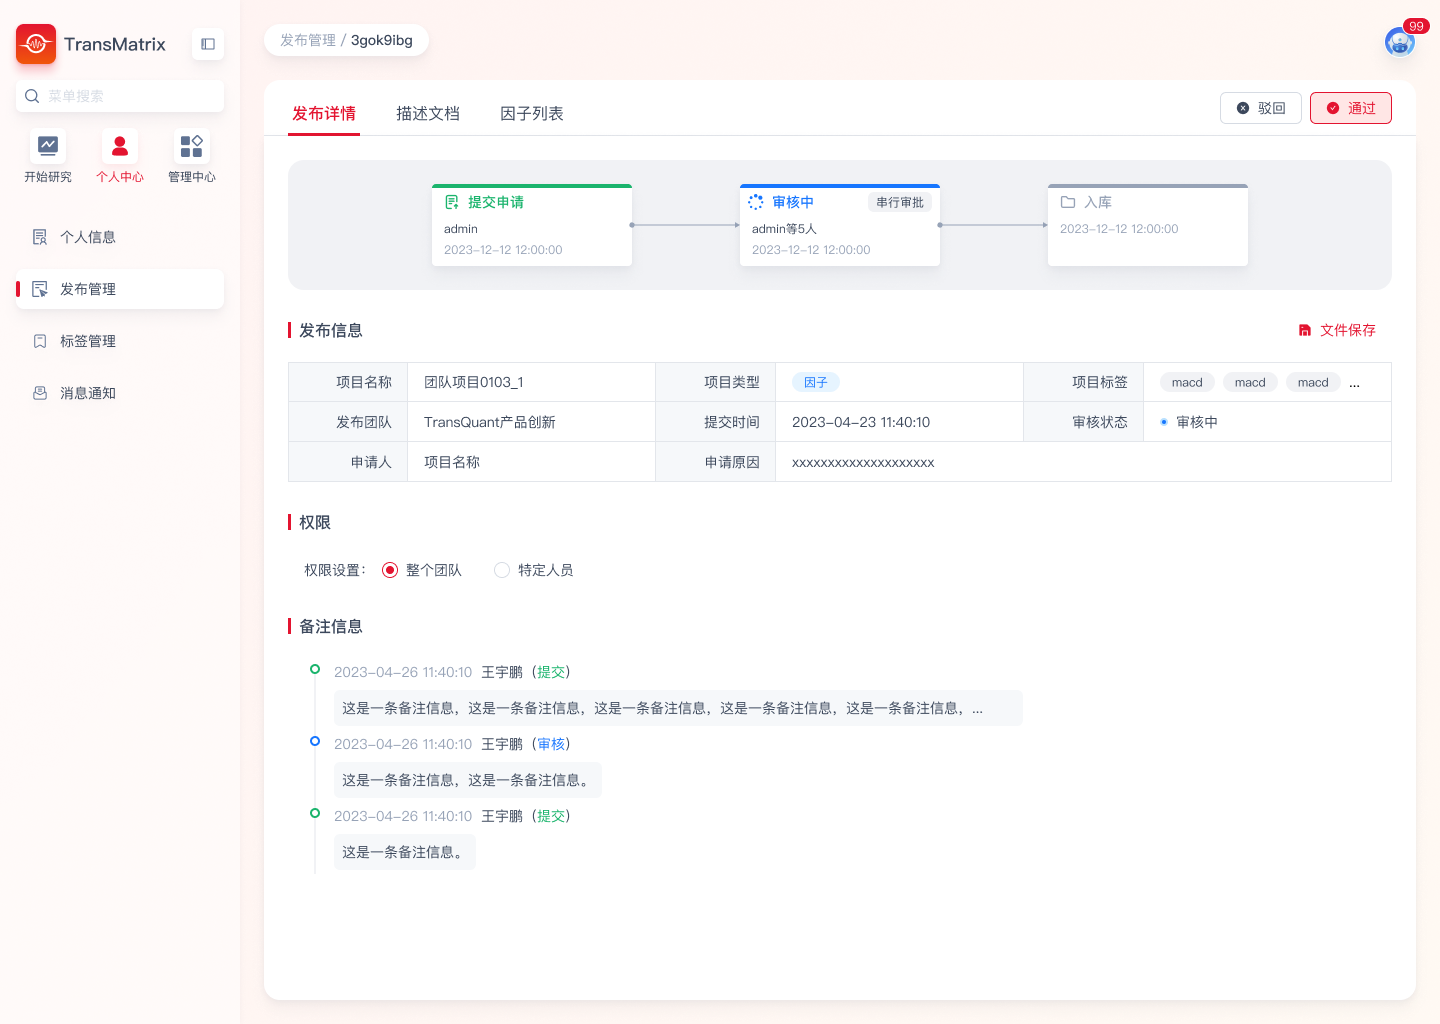 TransMatrix
菜单搜索
开始研究 个人中心 管理中心
个人信息
发布管理
标签管理
消息通知
发布管理 / 3gok9ibg
99
发布详情 描述文档 因子列表
驳回 通过
提交申请
admin
2023-12-12 12:00:00
审核中 串行审批
admin等5人
2023-12-12 12:00:00
入库
2023-12-12 12:00:00
发布信息
文件保存
项目名称 团队项目0103_1 项目类型 因子 项目标签 macd macd macd ...
发布团队 TransQuant产品创新 提交时间 2023-04-23 11:40:10 审核状态 审核中
申请人 项目名称 申请原因 xxxxxxxxxxxxxxxxxxxx
权限
权限设置： 整个团队 特定人员
备注信息
2023-04-26 11:40:10 王宇鹏（提交）
这是一条备注信息，这是一条备注信息，这是一条备注信息，这是一条备注信息，这是一条备注信息，...
2023-04-26 11:40:10 王宇鹏（审核）
这是一条备注信息，这是一条备注信息。
2023-04-26 11:40:10 王宇鹏（提交）
这是一条备注信息。